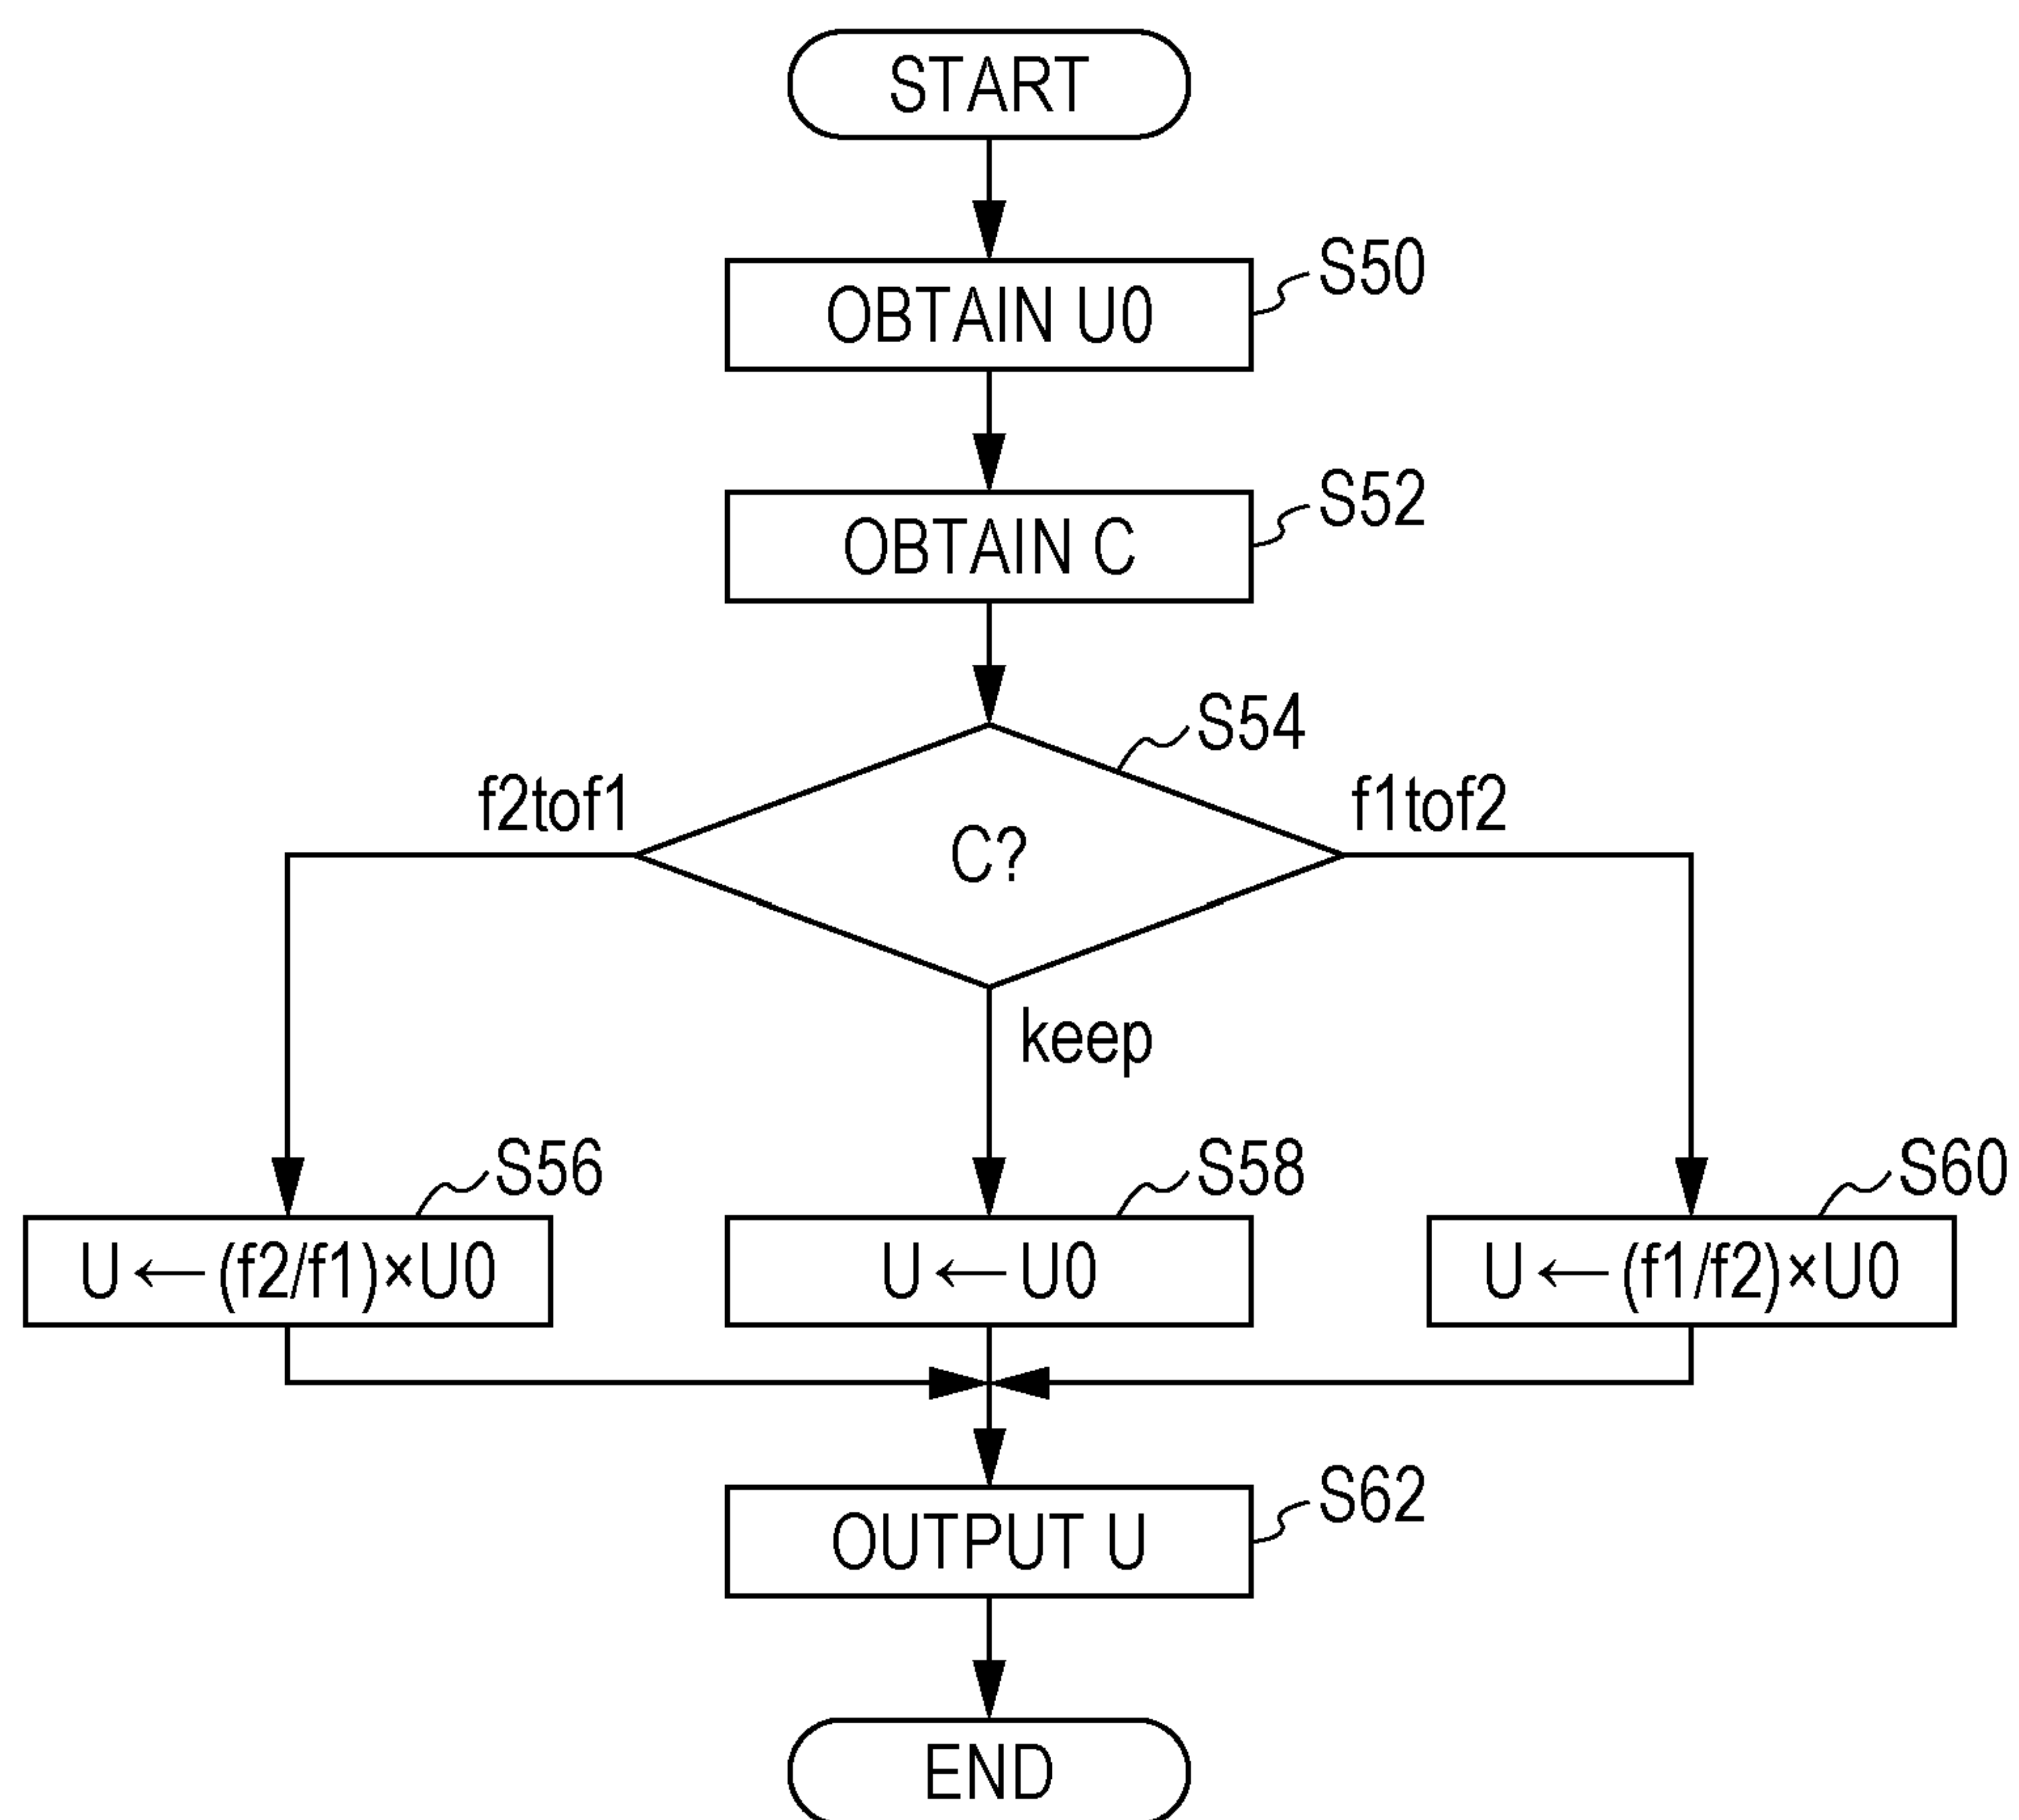 START
OBTAIN U0
S50
OBTAIN C
S52
S54
f2tof1
C?
f1tof2
keep
S56
S58
S60
U←(f2/f1)×U0
U←U0
U←(f1/f2)×U0
OUTPUT U
S62
END